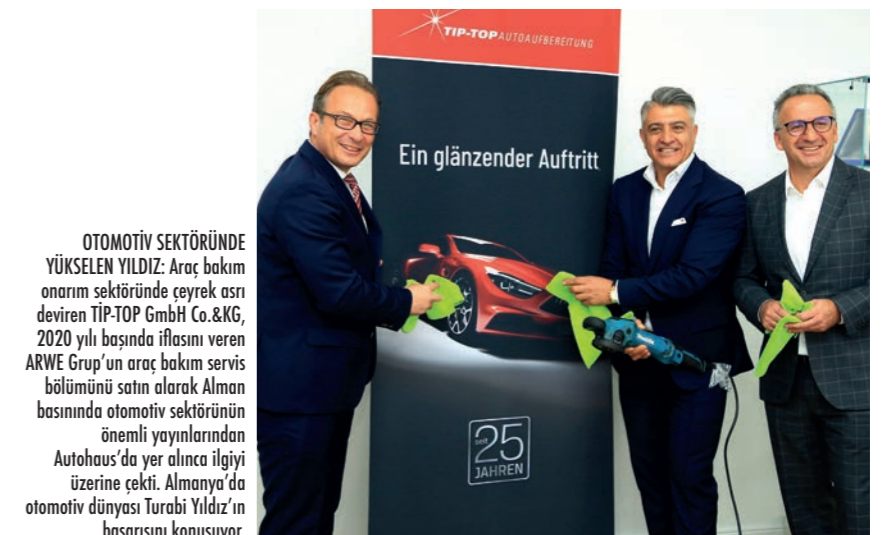 OTOMOTİV SEKTÖRÜNDE
YÜKSELEN YILDIZ: Araç bakım
onarım sektöründe çeyrek asrı
deviren TİP-TOP GmbH Co.&KG,
2020 yılı başında iflasını veren
ARWE Grup’un araç bakım servis
bölümünü satın alarak Alman
basınında otomotiv sektörünün
önemli yayınlarından
Autohaus’da yer alınca ilgiyi
üzerine çekti. Almanya’da
otomotiv dünyası Turabi Yıldız’ın
başarısını konuşuyor.
TIP-TOP AUTOAUFBEREITUNG
Ein glänzender Auftritt
seit
25
JAHREN
makita